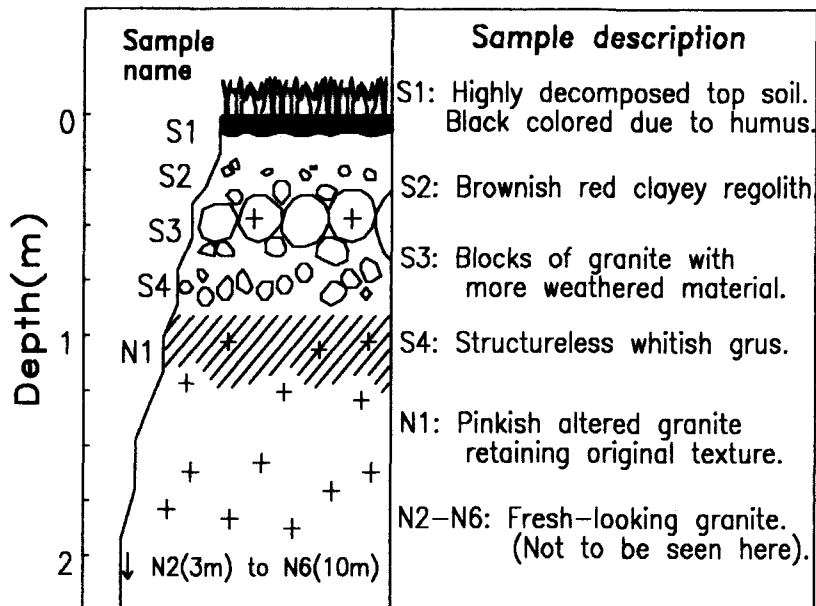 Sample
name
Depth(m)
0
1
2
S1
S2
S3
S4
N1
N2(3m) to N6(10m)
Sample description
S1: Highly decomposed top soil.
Black colored due to humus.
S2: Brownish red clayey regolith.
S3: Blocks of granite with
more weathered material.
S4: Structureless whitish grus.
N1: Pinkish altered granite
retaining original texture.
N2-N6: Fresh-looking granite.
(Not to be seen here).